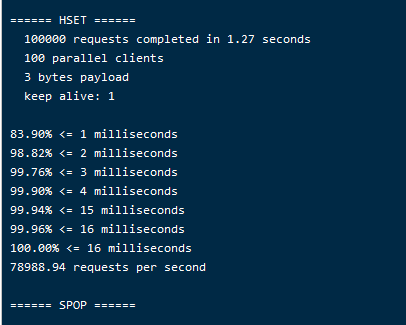 ====== HSET ======
100000 requests completed in 1.27 seconds
100 parallel clients
3 bytes payload
keep alive: 1
83.90% <= 1 milliseconds
98.82% <= 2 milliseconds
99.76% <= 3 milliseconds
99.90% <= 4 milliseconds
99.94% <= 15 milliseconds
99.96% <= 16 milliseconds
100.00% <= 16 milliseconds
78988.94 requests per second
====== SPOP ======